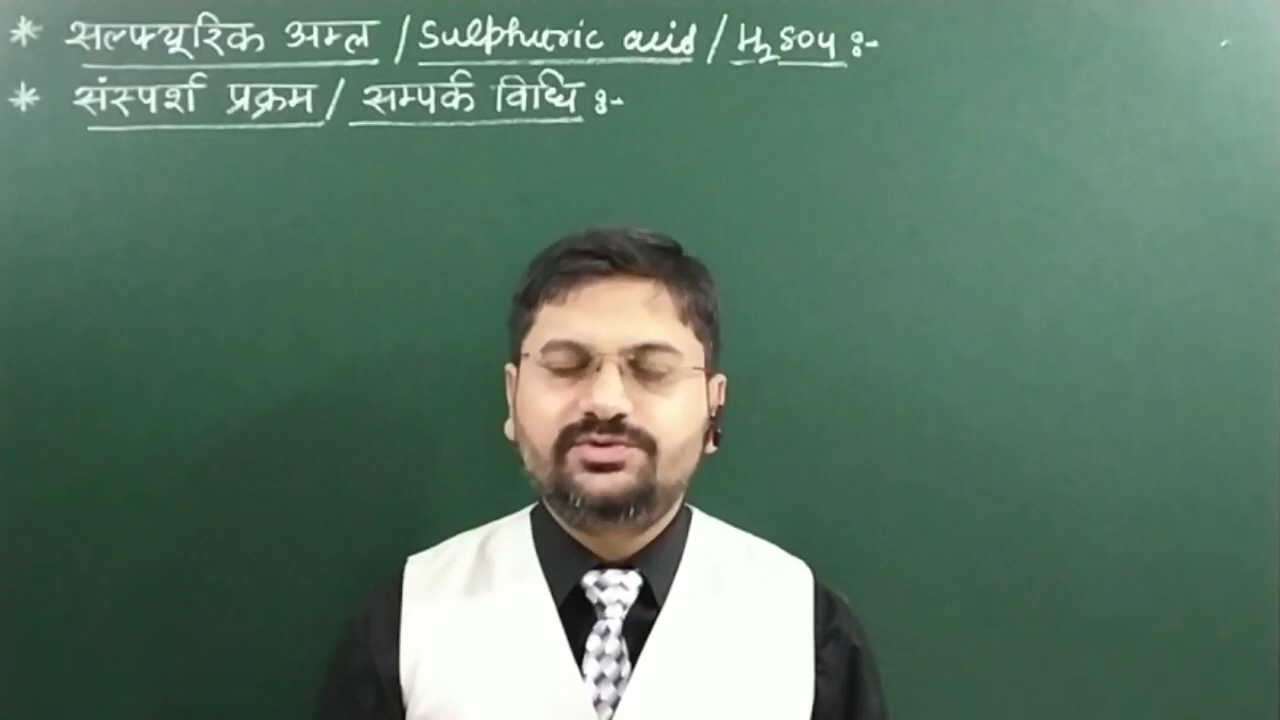 * सल्फ्यूरिक अम्ल / Sulphuric acid / H₂SO₄ :-
* संस्पर्श प्रक्रम / सम्पर्क विधि :-